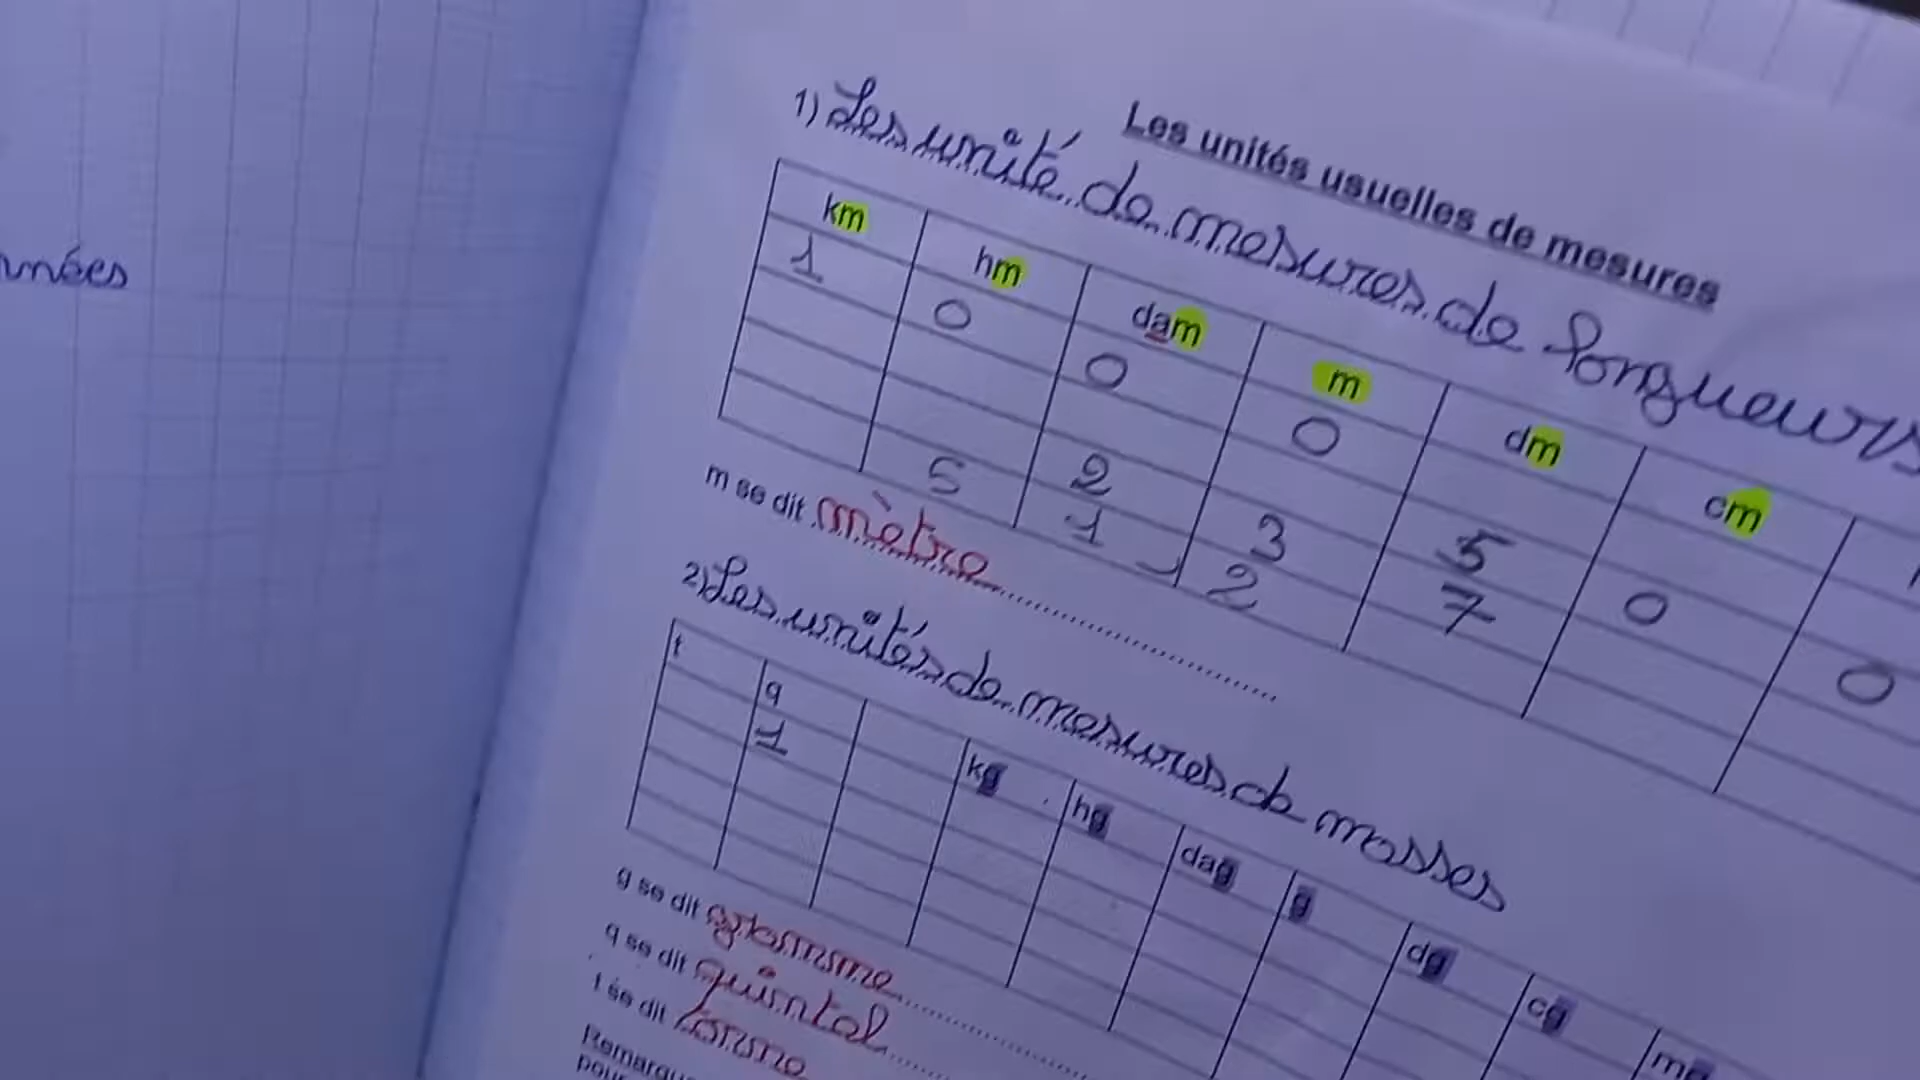 Les unités usuelles de mesures
1) Les unité de mesures de longueurs
km hm dam m dm cm
1 0 0 0
2 3 5 0 0
5 1 2 7
m se dit mètre
2) Les unités de mesures de masses
t q kg hg dag g dg cg mg
1
g se dit gramme
q se dit quintal
t se dit tonne
pour